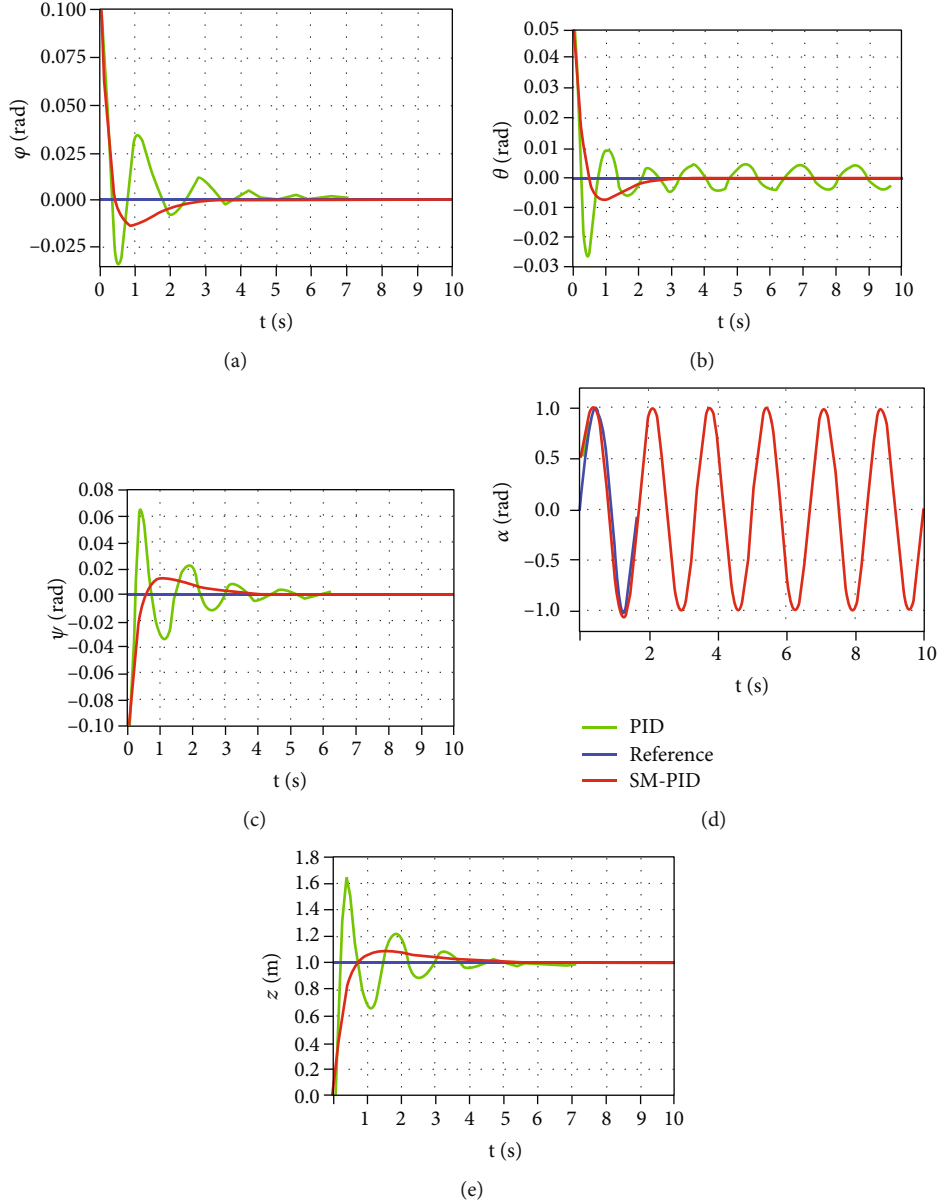 0.100
0.075
0.050
0.100
0.025
0.000
−0.025
φ (rad)
0 1 2 3 4 5 6 7 8 9 10
t (s)
(a)
0.05
0.04
0.03
0.02
0.01
0.00
−0.01
−0.02
−0.03
θ (rad)
0 1 2 3 4 5 6 7 8 9 10
t (s)
(b)
0.08
0.06
0.04
0.02
0.00
−0.02
−0.04
−0.06
−0.08
−0.10
ψ (rad)
0 1 2 3 4 5 6 7 8 9 10
t (s)
(c)
1.0
0.5
0.0
−0.5
−1.0
α (rad)
2 4 6 8 10
t (s)
PID
Reference
SM-PID
(d)
1.8
1.6
1.4
1.2
1.0
0.8
0.6
0.4
0.2
0.0
z (m)
1 2 3 4 5 6 7 8 9 10
t (s)
(e)